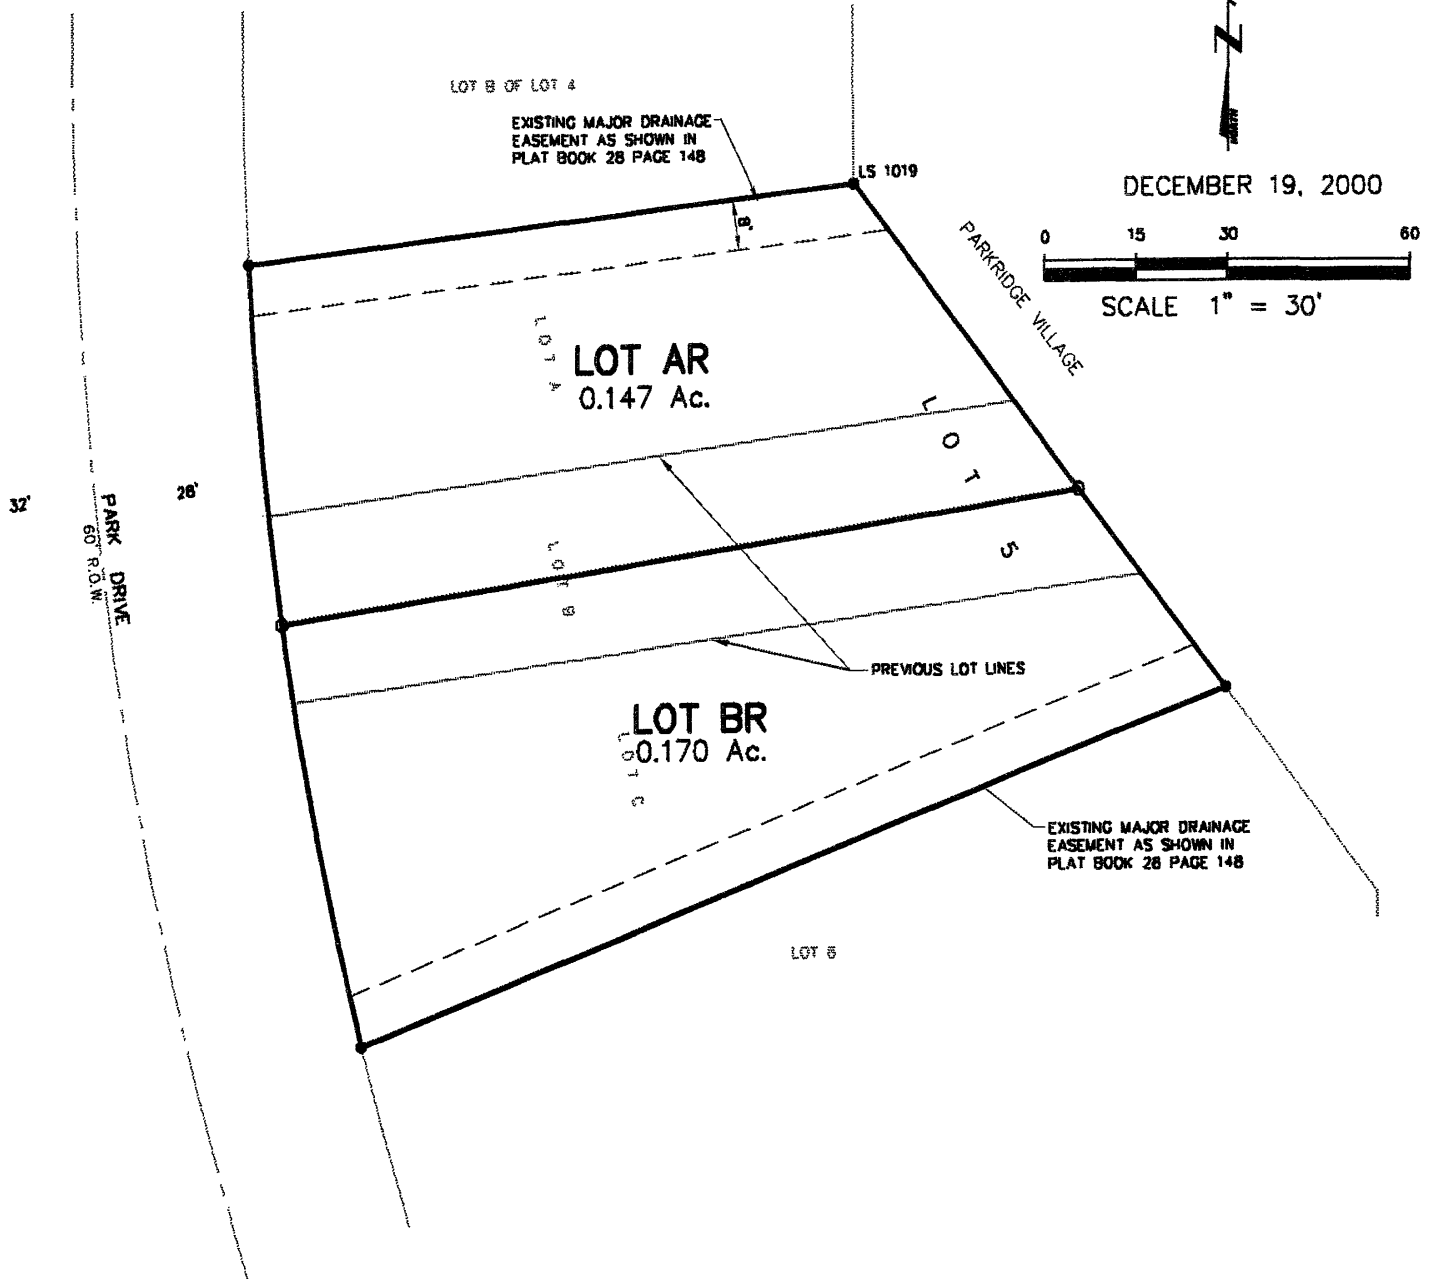 LOT B OF LOT 4
EXISTING MAJOR DRAINAGE
EASEMENT AS SHOWN IN
PLAT BOOK 28 PAGE 148
LS 1019
N
NORTH
DECEMBER 19, 2000
0 15 30 60
SCALE 1" = 30'
PARKRIDGE VILLAGE
8'
LOT A
LOT AR
0.147 Ac.
LOT 5
32'
28'
PARK DRIVE
60' R.O.W.
LOT B
PREVIOUS LOT LINES
LOT BR
0.170 Ac.
LOT C
EXISTING MAJOR DRAINAGE
EASEMENT AS SHOWN IN
PLAT BOOK 28 PAGE 148
LOT 6